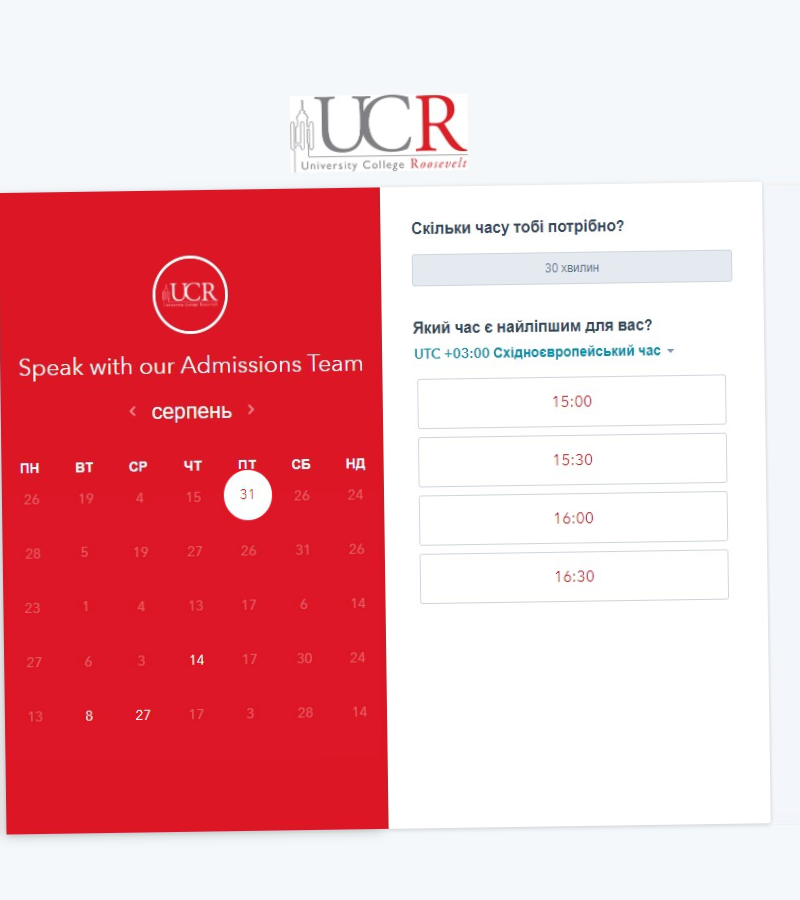 UCR
University College Roosevelt
UCR
University College Roosevelt
Speak with our Admissions Team
серпень
ПН ВТ СР ЧТ ПТ СБ НД
26 19 4 15 31 26 24
28 5 19 27 26 31 26
23 1 4 13 17 6 14
27 6 3 14 17 30 24
13 8 27 17 3 28 14
Скільки часу тобі потрібно?
30 хвилин
Який час є найліпшим для вас?
UTC +03:00 Східноєвропейський час
15:00
15:30
16:00
16:30